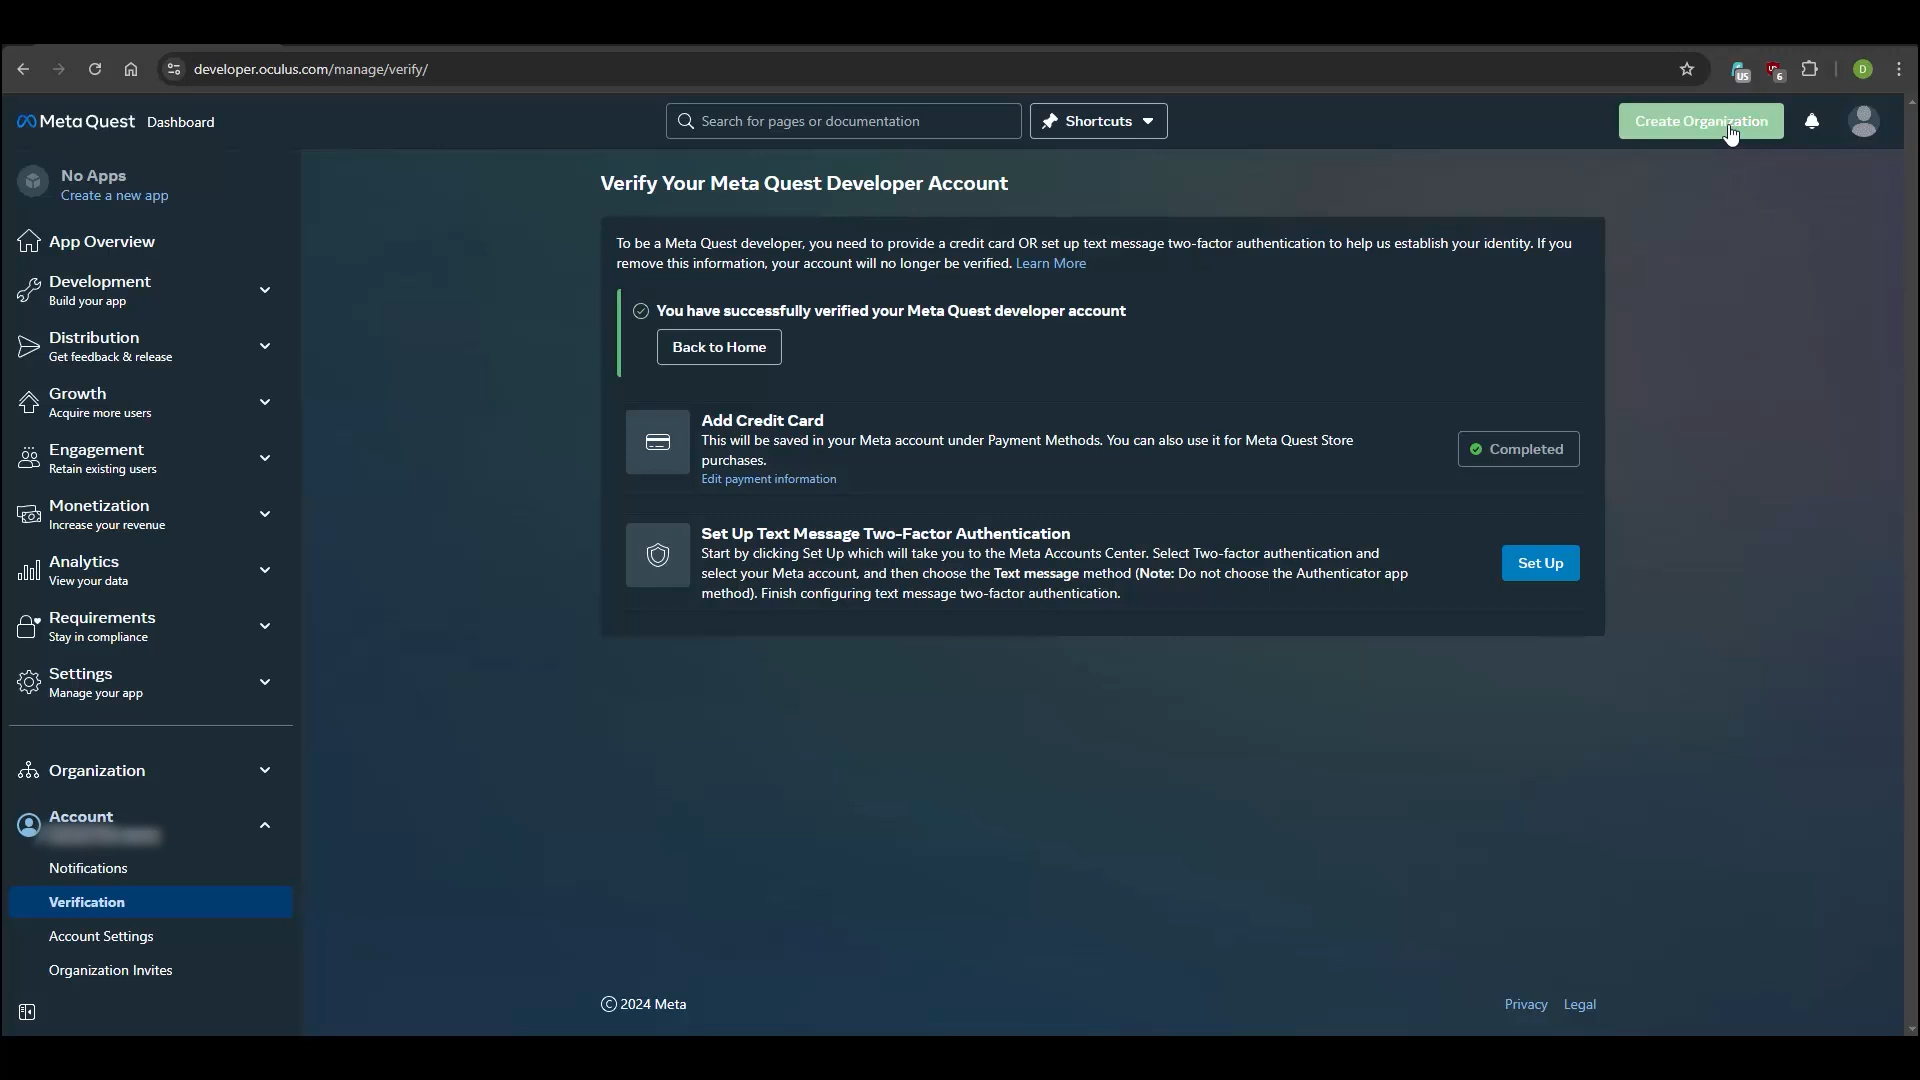 developer.oculus.com/manage/verify/
US
6
D
Meta Quest Dashboard
Search for pages or documentation
Shortcuts
Create Organization
No Apps
Create a new app
App Overview
Development
Build your app
Distribution
Get feedback & release
Growth
Acquire more users
Engagement
Retain existing users
Monetization
Increase your revenue
Analytics
View your data
Requirements
Stay in compliance
Settings
Manage your app
Organization
Account
Notifications
Verification
Account Settings
Organization Invites
Verify Your Meta Quest Developer Account
To be a Meta Quest developer, you need to provide a credit card OR set up text message two-factor authentication to help us establish your identity. If you
remove this information, your account will no longer be verified. Learn More
You have successfully verified your Meta Quest developer account
Back to Home
Add Credit Card
This will be saved in your Meta account under Payment Methods. You can also use it for Meta Quest Store
purchases.
Edit payment information
Completed
Set Up Text Message Two-Factor Authentication
Start by clicking Set Up which will take you to the Meta Accounts Center. Select Two-factor authentication and
select your Meta account, and then choose the Text message method (Note: Do not choose the Authenticator app
method). Finish configuring text message two-factor authentication.
Set Up
© 2024 Meta
Privacy
Legal